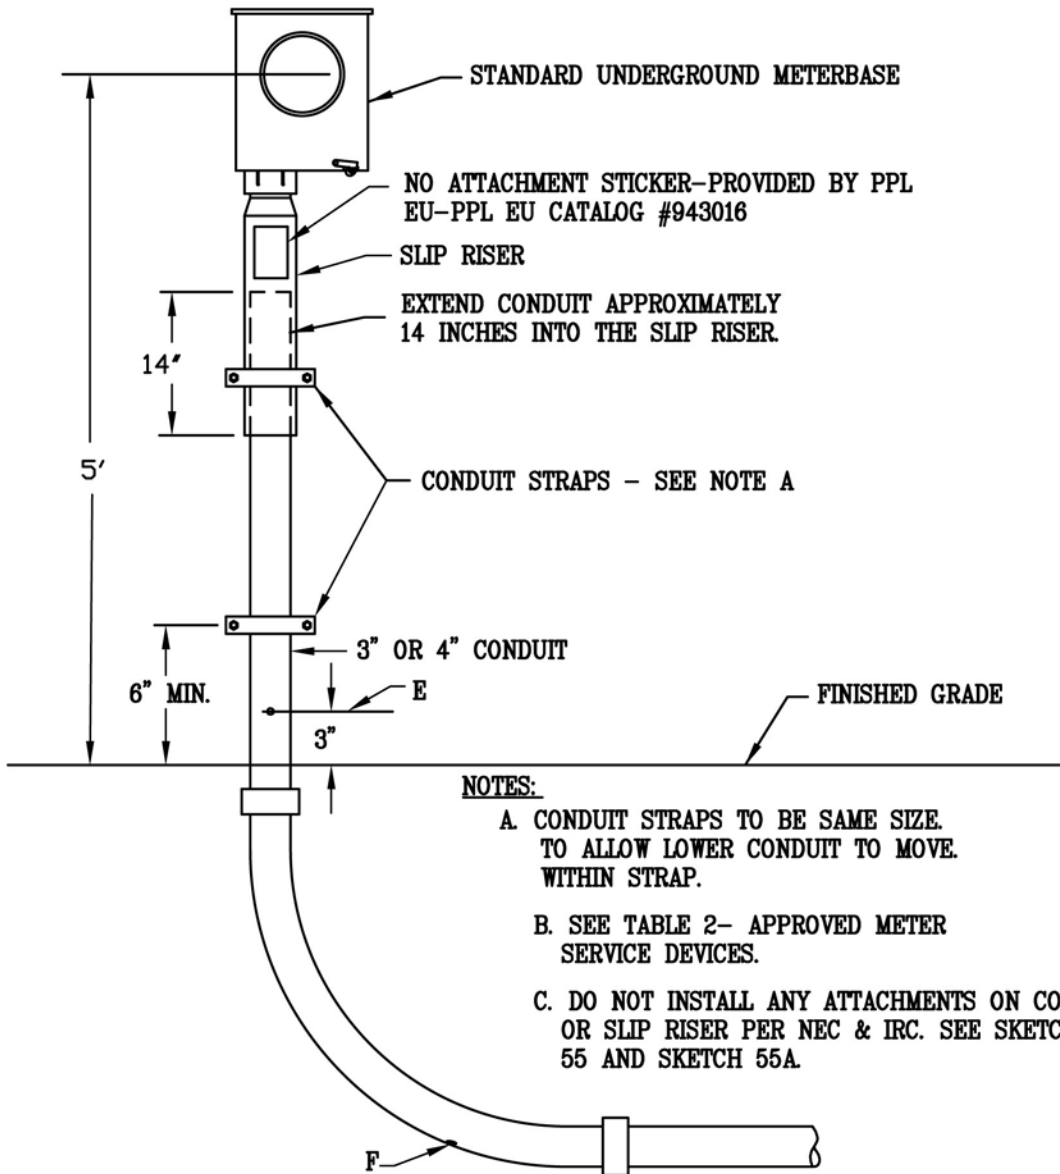 STANDARD UNDERGROUND METERBASE
NO ATTACHMENT STICKER-PROVIDED BY PPL
EU-PPL EU CATALOG #943016
SLIP RISER
EXTEND CONDUIT APPROXIMATELY
14 INCHES INTO THE SLIP RISER.
14"
5'
CONDUIT STRAPS - SEE NOTE A
3" OR 4" CONDUIT
6" MIN.
E
3"
FINISHED GRADE
NOTES:
A. CONDUIT STRAPS TO BE SAME SIZE.
TO ALLOW LOWER CONDUIT TO MOVE.
WITHIN STRAP.
B. SEE TABLE 2- APPROVED METER
SERVICE DEVICES.
C. DO NOT INSTALL ANY ATTACHMENTS ON CO
OR SLIP RISER PER NEC & IRC. SEE SKETC
55 AND SKETCH 55A.
F